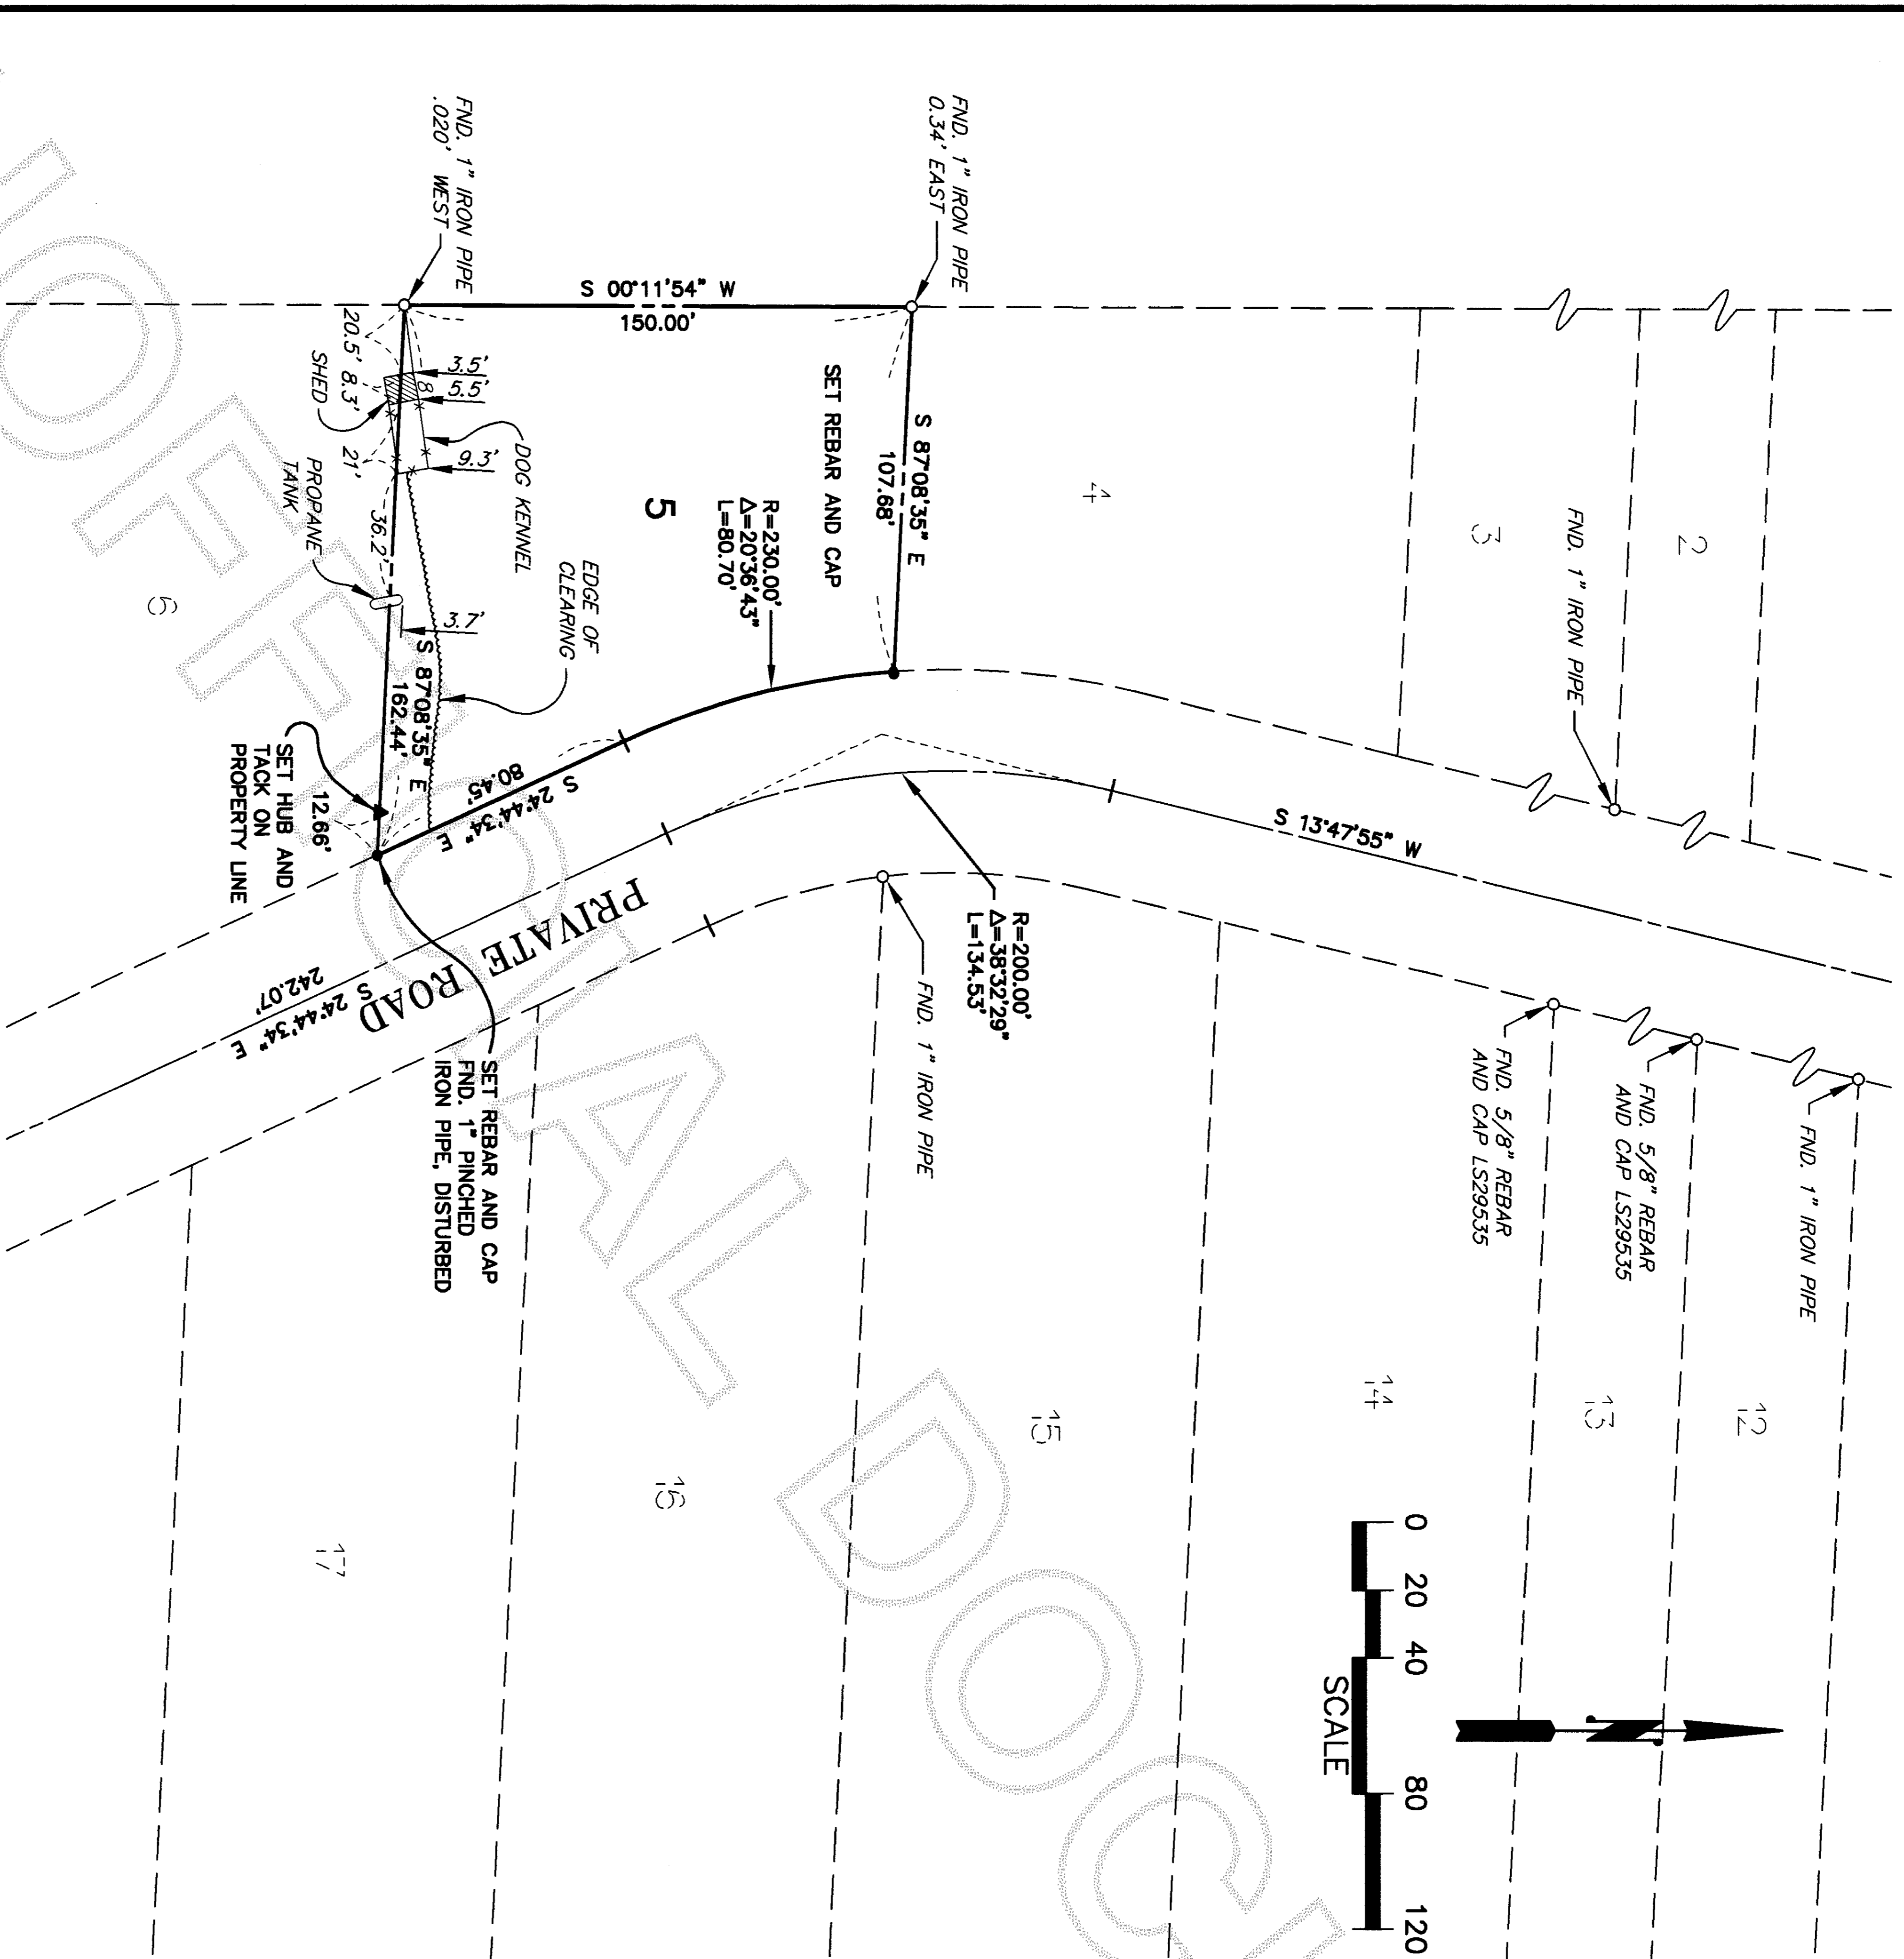 FND. 1" IRON PIPE
.020' WEST
FND. 1" IRON PIPE
0.34' EAST
S 00°11'54" W
150.00'
SET REBAR AND CAP
S 87°08'35" E
107.68'
4
3
2
FND. 1" IRON PIPE
20.5'
8.3'
SHED
3.5'
8
5.5'
9.3'
21'
DOG KENNEL
PROPANE
TANK
36.2'
3.7'
EDGE OF
CLEARING
5
R=230.00'
Δ=20°36'43"
L=80.70'
6
S 87°08'35" E
162.44'
SET HUB AND
TACK ON
PROPERTY LINE
12.66'
S 24°44'34" E
80.45'
S 13°47'55" W
R=200.00'
Δ=38°32'29"
L=134.53'
PRIVATE ROAD
S 24°44'34" E
242.07'
SET REBAR AND CAP
FND. 1" PINCHED
IRON PIPE, DISTURBED
FND. 1" IRON PIPE
FND. 5/8" REBAR
AND CAP LS29535
FND. 5/8" REBAR
AND CAP LS29535
FND. 1" IRON PIPE
12
13
14
15
16
17
0 20 40 80 120
SCALE
N
OFFICIAL DOC